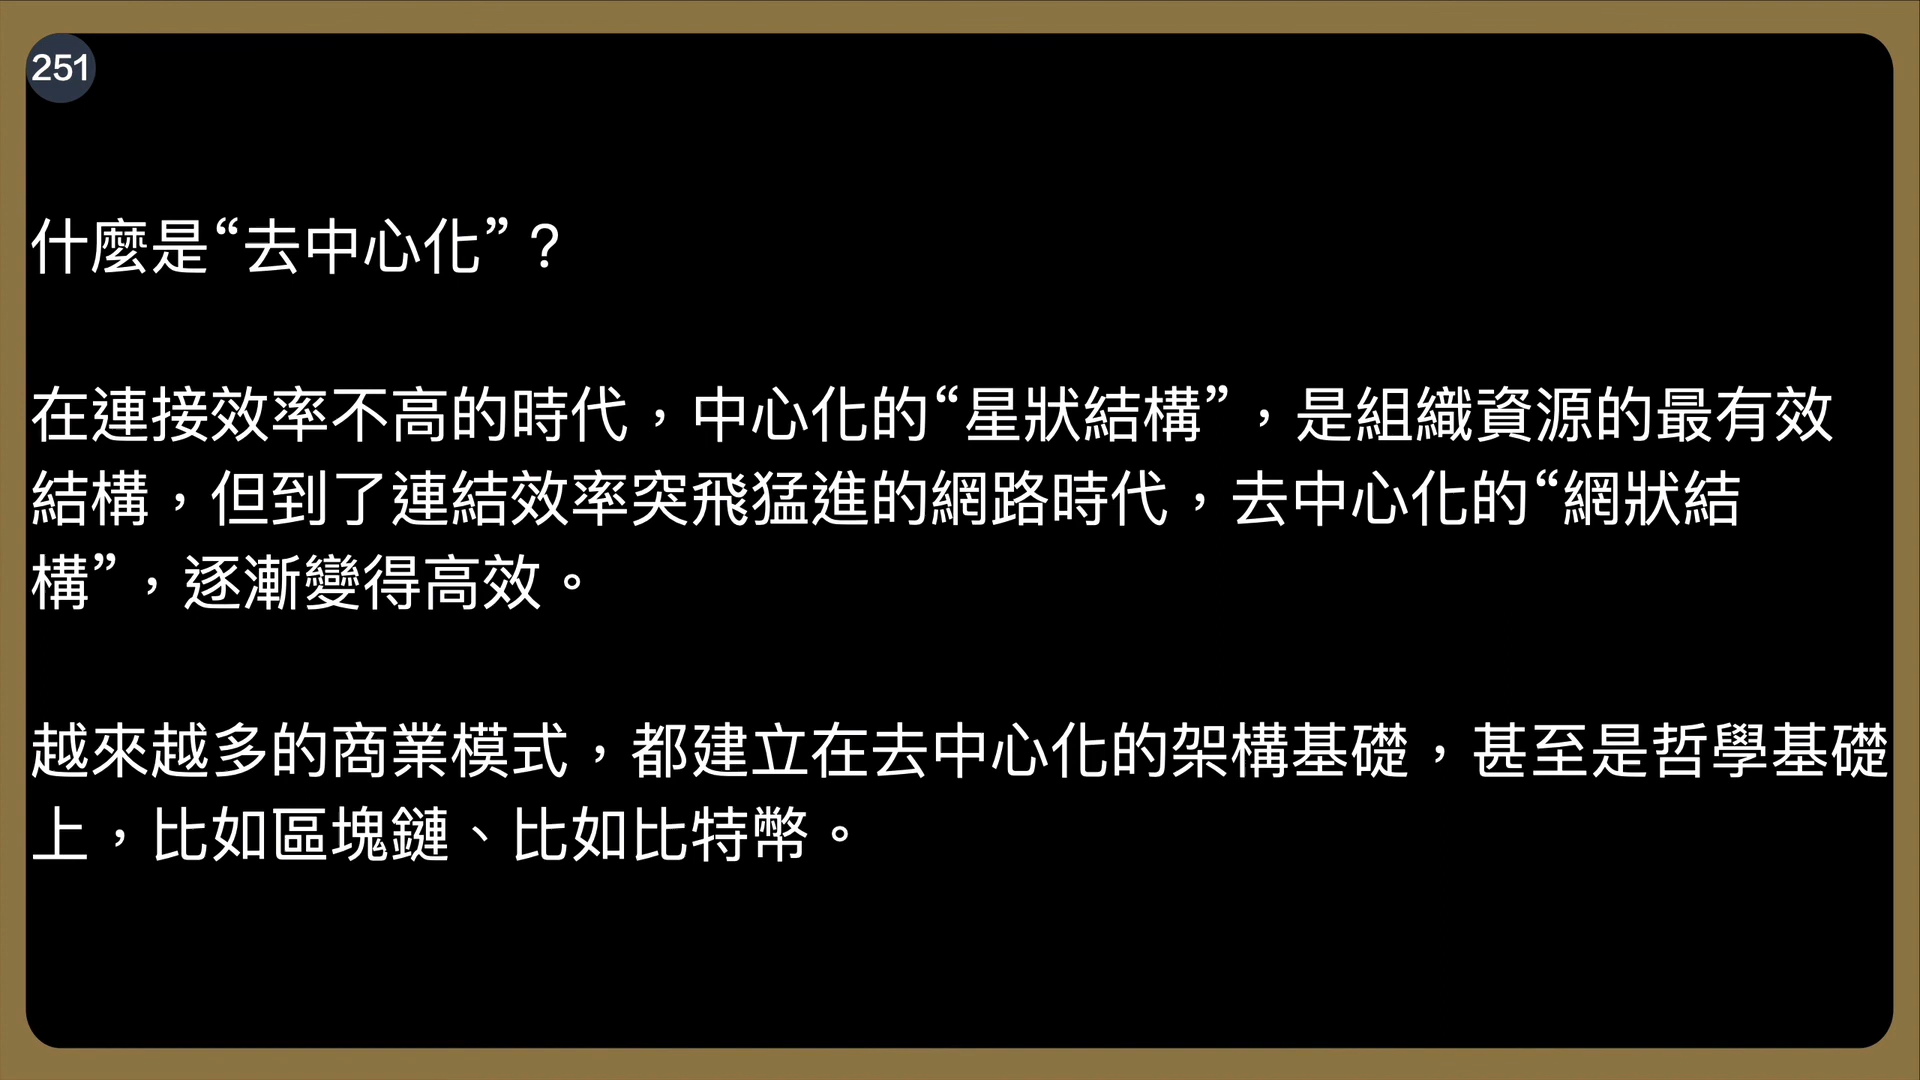 251
什麼是“去中心化”？
在連接效率不高的時代，中心化的“星狀結構”，是組織資源的最有效
結構，但到了連結效率突飛猛進的網路時代，去中心化的“網狀結
構”，逐漸變得高效。
越來越多的商業模式，都建立在去中心化的架構基礎，甚至是哲學基礎
上，比如區塊鏈、比如比特幣。